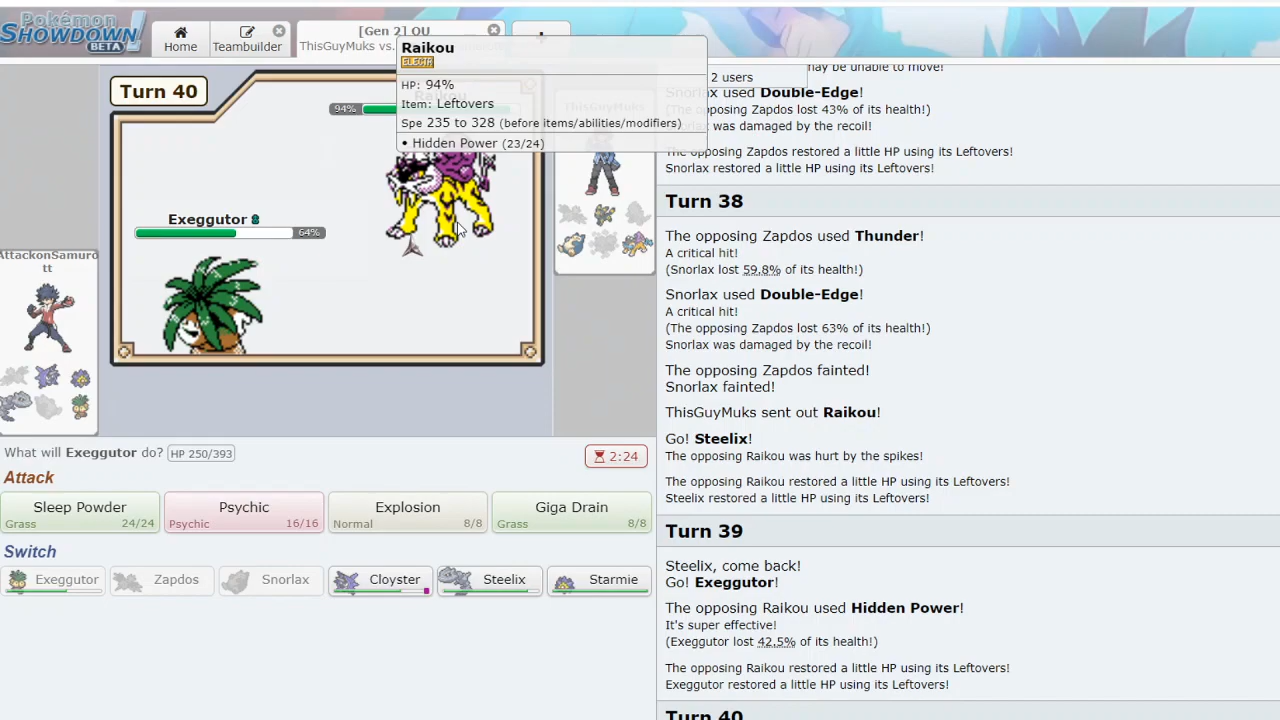 Pokémon
Showdown!
BETA
Home
Teambuilder
[Gen 2] OU
ThisGuyMuks vs.
+
Raikou
ELECTR
HP: 94%
Item: Leftovers
Spe 235 to 328 (before items/abilities/modifiers)
• Hidden Power (23/24)
Turn 40
94%
Exeggutor
64%
2 users
ThisGuyMuks
AttackonSamuro
tt
What will Exeggutor do? HP 250/393
2:24
Attack
Sleep Powder
Grass 24/24
Psychic
Psychic 16/16
Explosion
Normal 8/8
Giga Drain
Grass 8/8
Switch
Exeggutor
Zapdos
Snorlax
Cloyster
Steelix
Starmie
may be unable to move!
Snorlax used Double-Edge!
(The opposing Zapdos lost 43% of its health!)
Snorlax was damaged by the recoil!
The opposing Zapdos restored a little HP using its Leftovers!
Snorlax restored a little HP using its Leftovers!
Turn 38
The opposing Zapdos used Thunder!
A critical hit!
(Snorlax lost 59.8% of its health!)
Snorlax used Double-Edge!
A critical hit!
(The opposing Zapdos lost 63% of its health!)
Snorlax was damaged by the recoil!
The opposing Zapdos fainted!
Snorlax fainted!
ThisGuyMuks sent out Raikou!
Go! Steelix!
The opposing Raikou was hurt by the spikes!
The opposing Raikou restored a little HP using its Leftovers!
Steelix restored a little HP using its Leftovers!
Turn 39
Steelix, come back!
Go! Exeggutor!
The opposing Raikou used Hidden Power!
It's super effective!
(Exeggutor lost 42.5% of its health!)
The opposing Raikou restored a little HP using its Leftovers!
Exeggutor restored a little HP using its Leftovers!
Turn 40